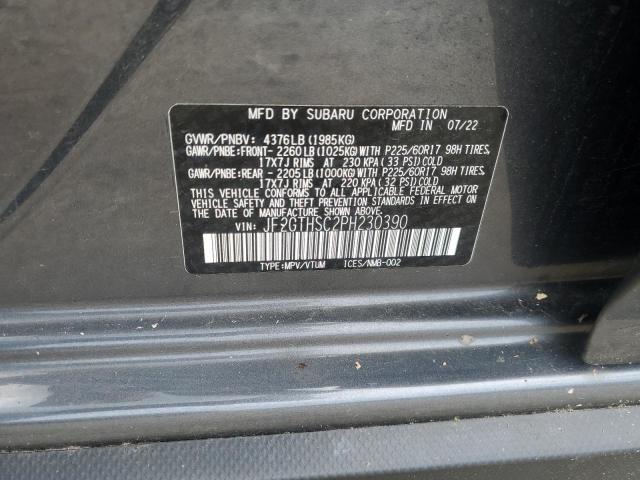 MFD BY SUBARU CORPORATION
MFD IN 07/22
GVWR/PNBV: 4376LB(1985KG)
GAWR/PNBE:FRONT- 2260LB(1025KG)WITH P225/60R17 98H TIRES,
17X7J RIMS AT 230 KPA(33 PSI)COLD
GAWR/PNBE:REAR - 2205LB(1000KG)WITH P225/60R17 98H TIRES,
17X7J RIMS AT 220 KPA(32 PSI)COLD
THIS VEHICLE CONFORMS TO ALL APPLICABLE FEDERAL MOTOR
VEHICLE SAFETY, BUMPER, AND THEFT PREVENTION STANDARDS
IN EFFECT ON THE DATE OF MANUFACTURE SHOWN ABOVE.
VIN: JF2GTHSC2PH230390
TYPE:MPV/VTUM ICES/NMB-002